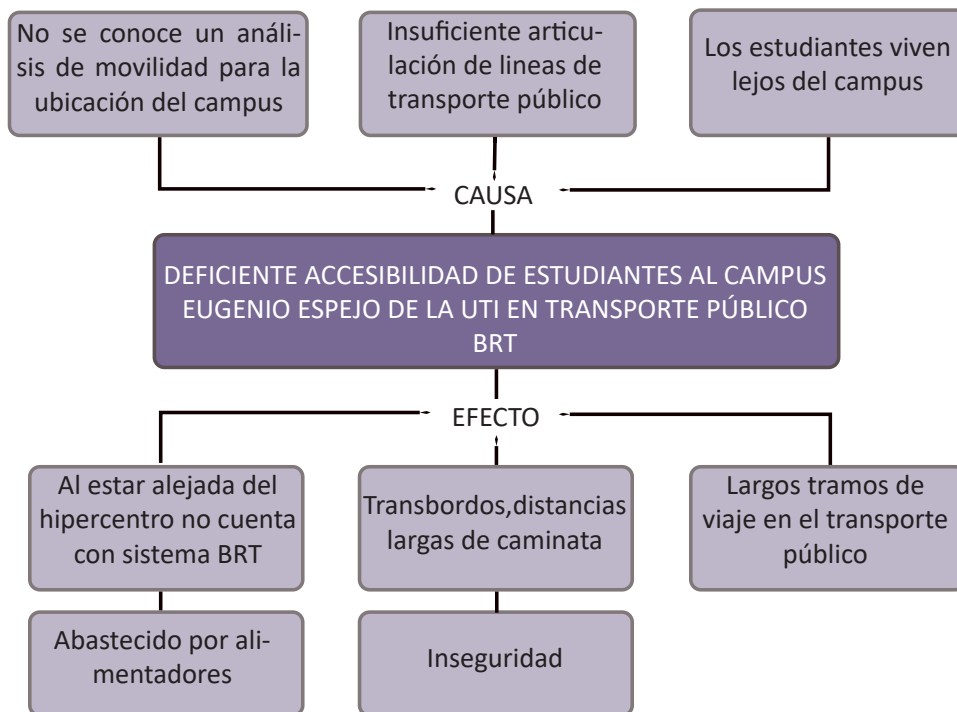 No se conoce un análi-
sis de movilidad para la
ubicación del campus
Insuficiente articu-
lación de lineas de
transporte público
Los estudiantes viven
lejos del campus
CAUSA
DEFICIENTE ACCESIBILIDAD DE ESTUDIANTES AL CAMPUS
EUGENIO ESPEJO DE LA UTI EN TRANSPORTE PÚBLICO
BRT
EFECTO
Al estar alejada del
hipercentro no cuenta
con sistema BRT
Transbordos,distancias
largas de caminata
Largos tramos de
viaje en el transporte
público
Abastecido por ali-
mentadores
Inseguridad